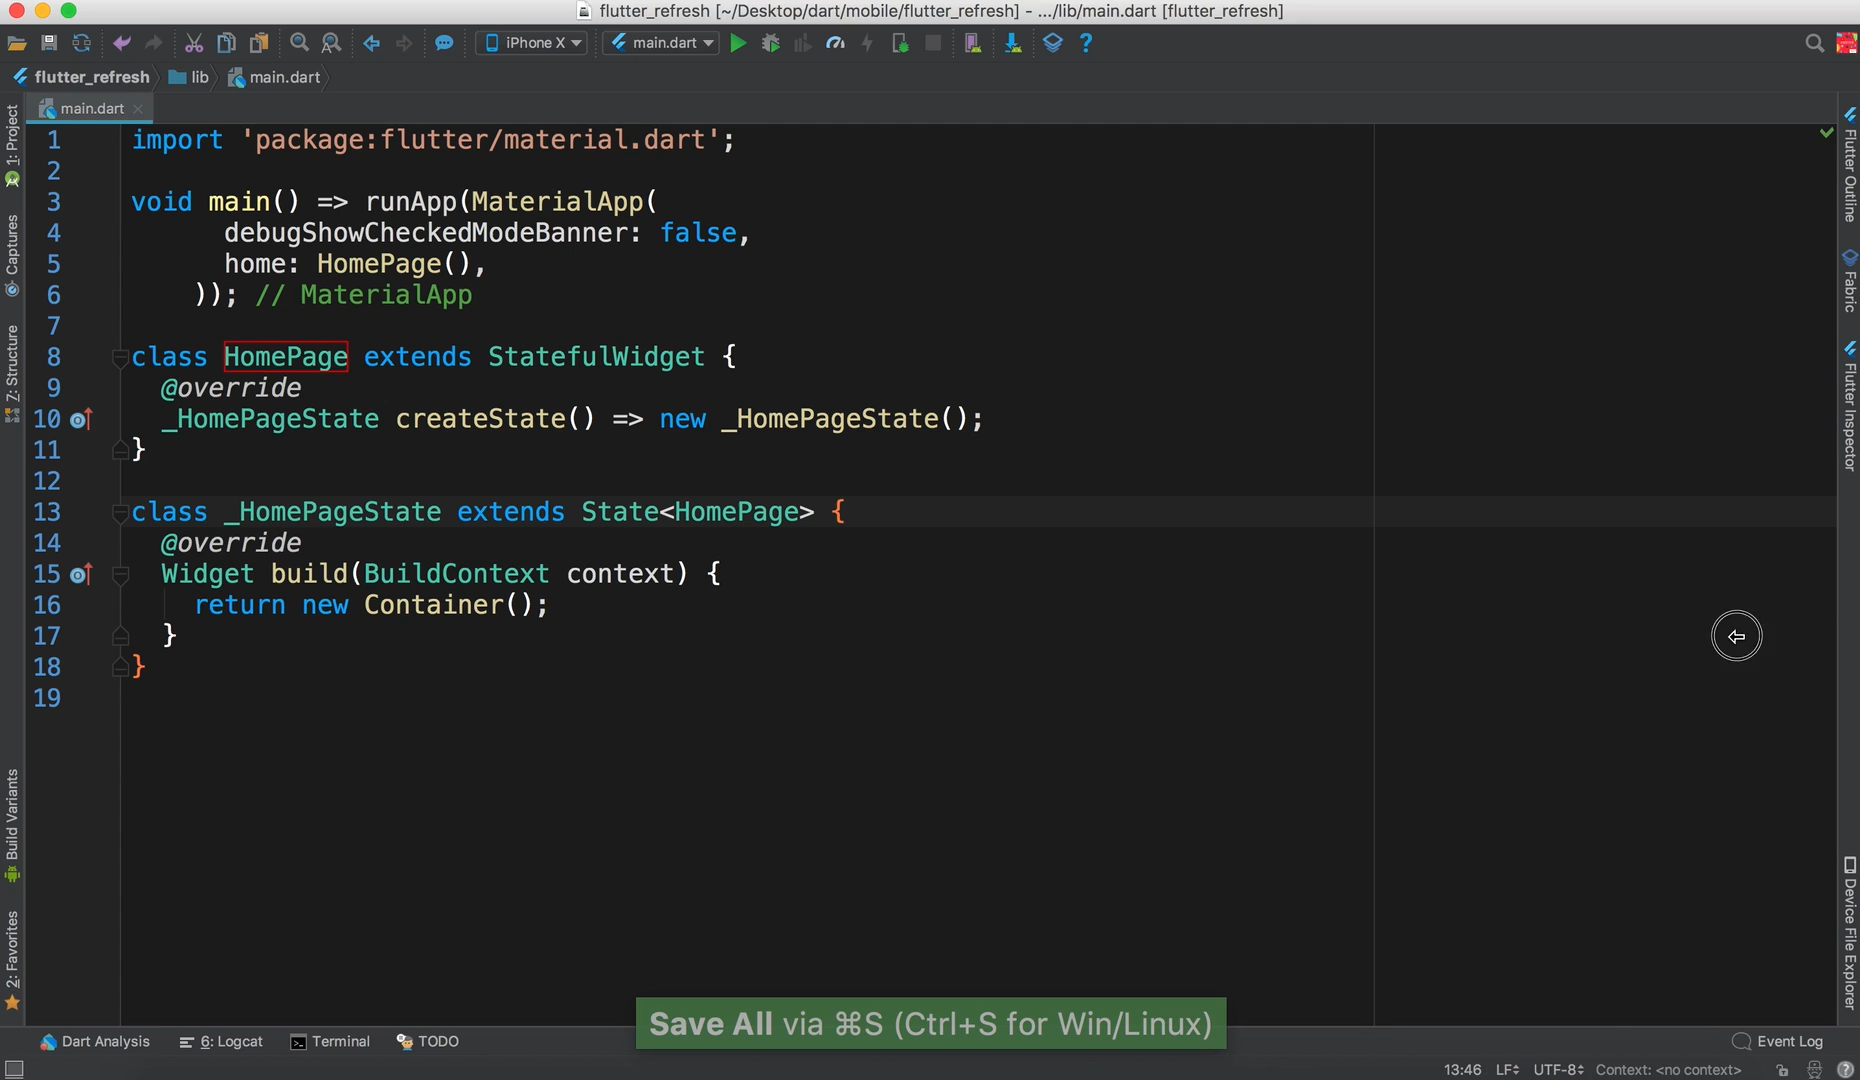 flutter_refresh [~/Desktop/dart/mobile/flutter_refresh] - .../lib/main.dart [flutter_refresh]
iPhone X
main.dart
flutter_refresh
lib
main.dart
main.dart
1 import 'package:flutter/material.dart';
2
3 void main() => runApp(MaterialApp(
4 debugShowCheckedModeBanner: false,
5 home: HomePage(),
6 )); // MaterialApp
7
8 class HomePage extends StatefulWidget {
9 @override
10 _HomePageState createState() => new _HomePageState();
11 }
12
13 class _HomePageState extends State<HomePage> {
14 @override
15 Widget build(BuildContext context) {
16 return new Container();
17 }
18 }
19
1: Project
Captures
Z: Structure
Build Variants
2: Favorites
Flutter Outline
Fabric
Flutter Inspector
Device File Explorer
Save All via ⌘S (Ctrl+S for Win/Linux)
Dart Analysis
6: Logcat
Terminal
TODO
Event Log
13:46 LF UTF-8 Context: <no context>